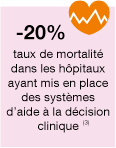 -20%
taux de mortalité
dans les hôpitaux
ayant mis en place
des systèmes
d'aide à la décision
clinique (3)